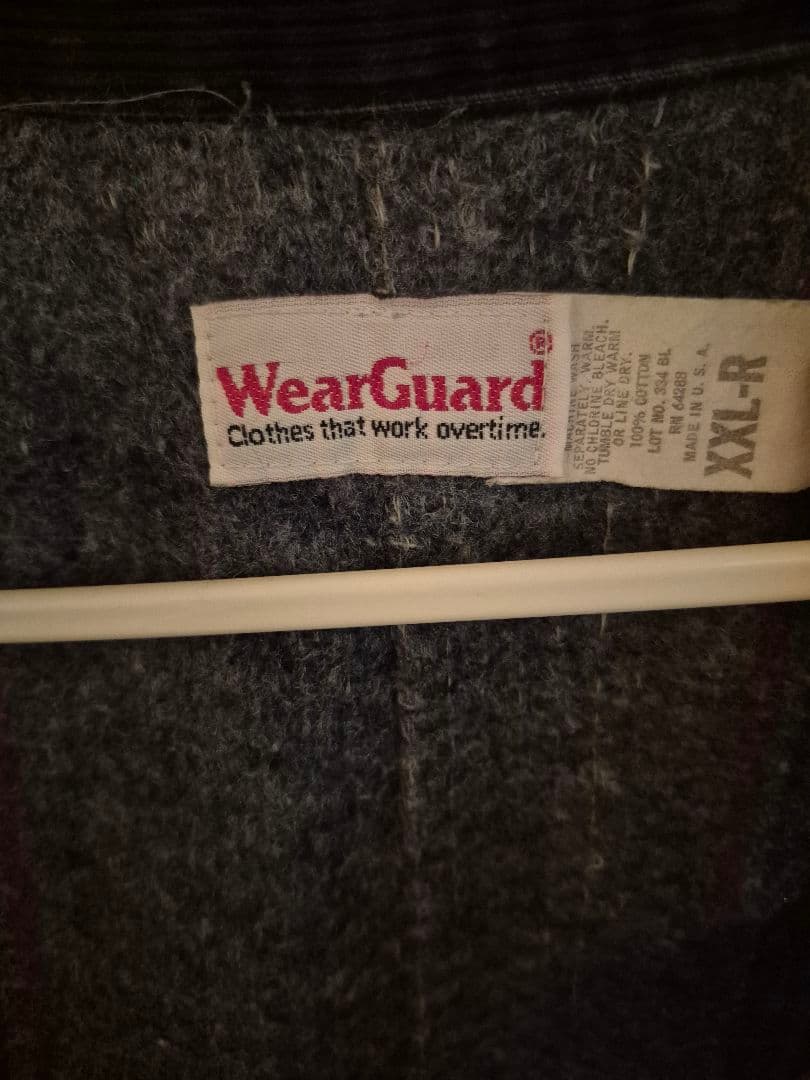 WearGuard®
Clothes that work overtime.
MACHINE WASH
SEPARATELY, WARM.
NO CHLORINE BLEACH.
TUMBLE DRY WARM
OR LINE DRY.
100% COTTON
LOT NO. 334 BL
RN 64288
MADE IN U.S.A.
XXL-R